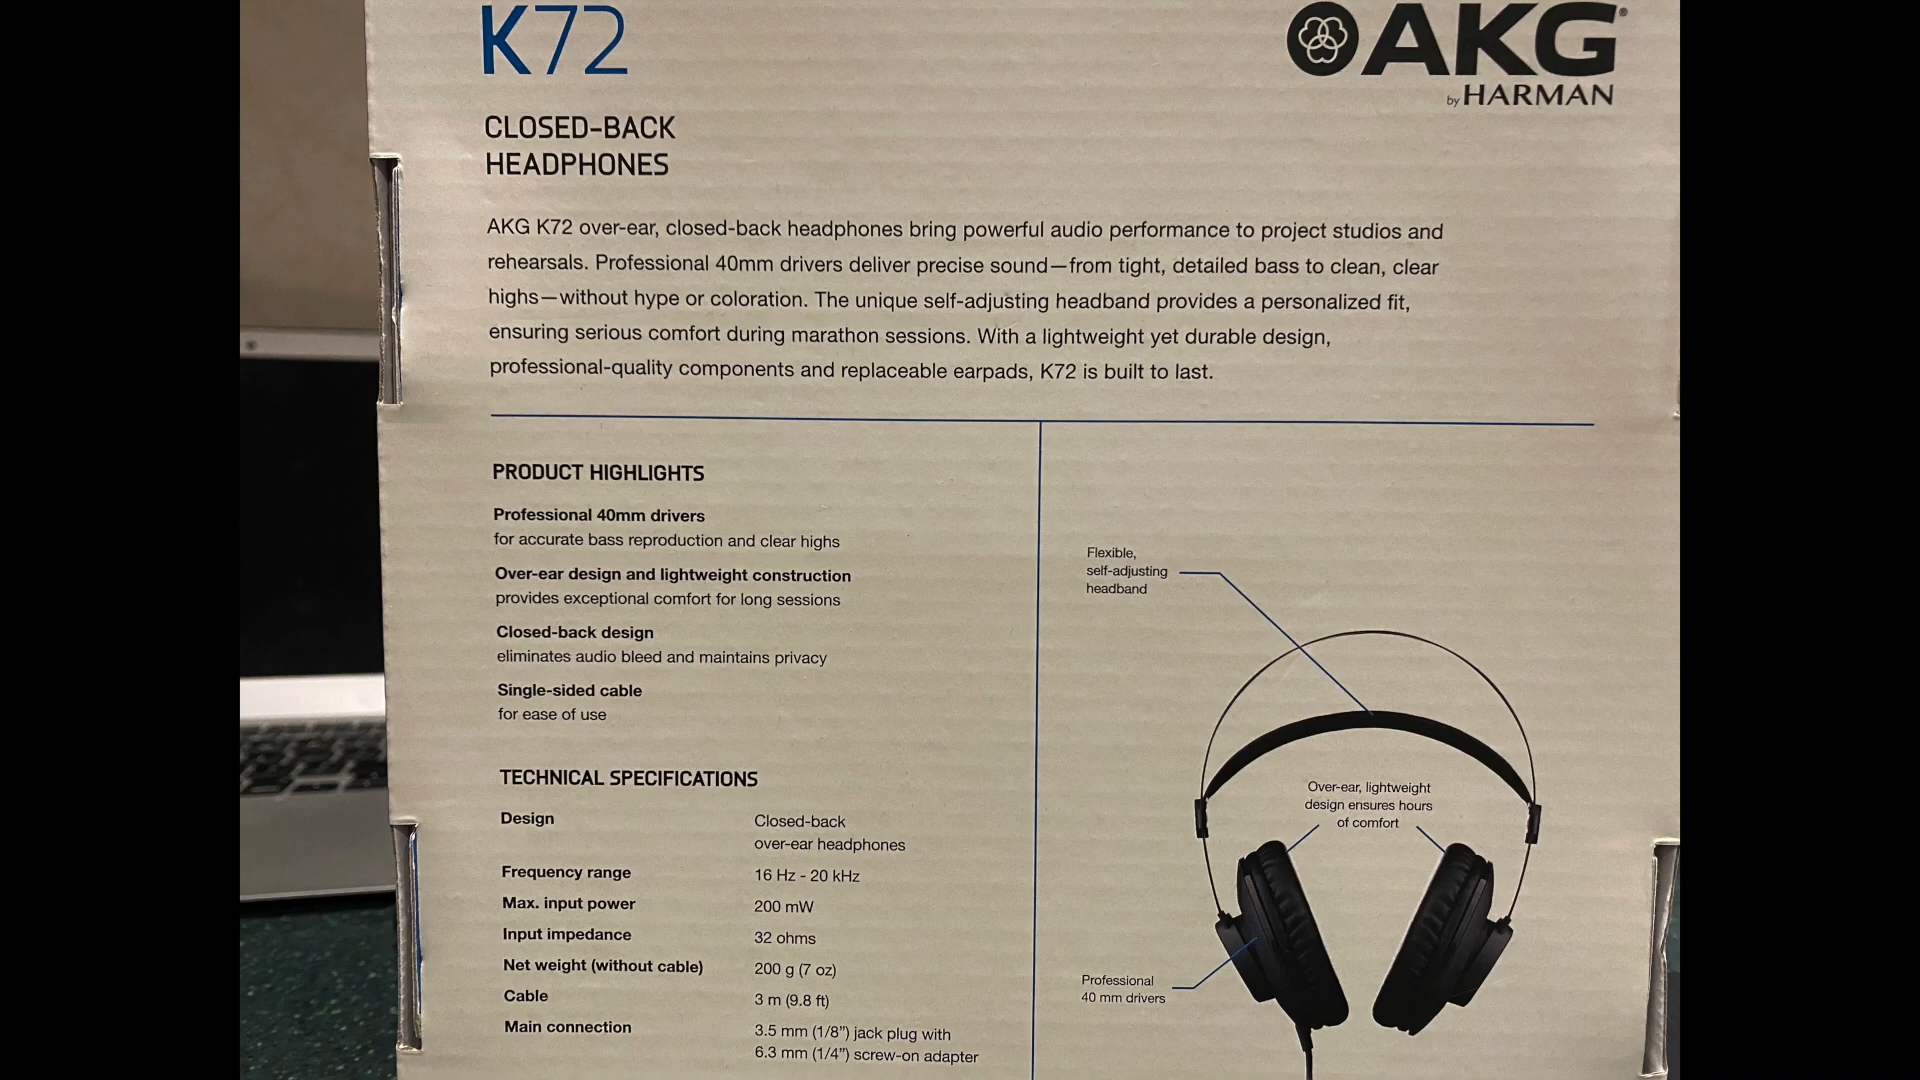 K72
AKG®
by HARMAN
CLOSED-BACK
HEADPHONES
AKG K72 over-ear, closed-back headphones bring powerful audio performance to project studios and
rehearsals. Professional 40mm drivers deliver precise sound—from tight, detailed bass to clean, clear
highs—without hype or coloration. The unique self-adjusting headband provides a personalized fit,
ensuring serious comfort during marathon sessions. With a lightweight yet durable design,
professional-quality components and replaceable earpads, K72 is built to last.
PRODUCT HIGHLIGHTS
Professional 40mm drivers
for accurate bass reproduction and clear highs
Over-ear design and lightweight construction
provides exceptional comfort for long sessions
Closed-back design
eliminates audio bleed and maintains privacy
Single-sided cable
for ease of use
TECHNICAL SPECIFICATIONS
Design Closed-back
over-ear headphones
Frequency range 16 Hz - 20 kHz
Max. input power 200 mW
Input impedance 32 ohms
Net weight (without cable) 200 g (7 oz)
Cable 3 m (9.8 ft)
Main connection 3.5 mm (1/8”) jack plug with
6.3 mm (1/4”) screw-on adapter
Flexible,
self-adjusting
headband
Over-ear, lightweight
design ensures hours
of comfort
Professional
40 mm drivers